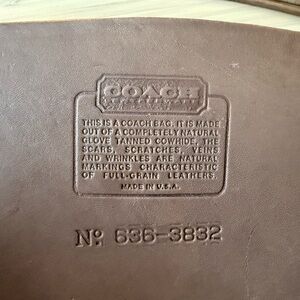 COACH
THIS IS A COACH BAG. IT IS MADE
OUT OF A COMPLETELY NATURAL
GLOVE TANNED COWHIDE, THE
SCARS, SCRATCHES, VEINS
AND WRINKLES ARE NATURAL
MARKINGS CHARACTERISTIC
OF FULL-GRAIN LEATHERS.
MADE IN U.S.A.
Nº 636-3832